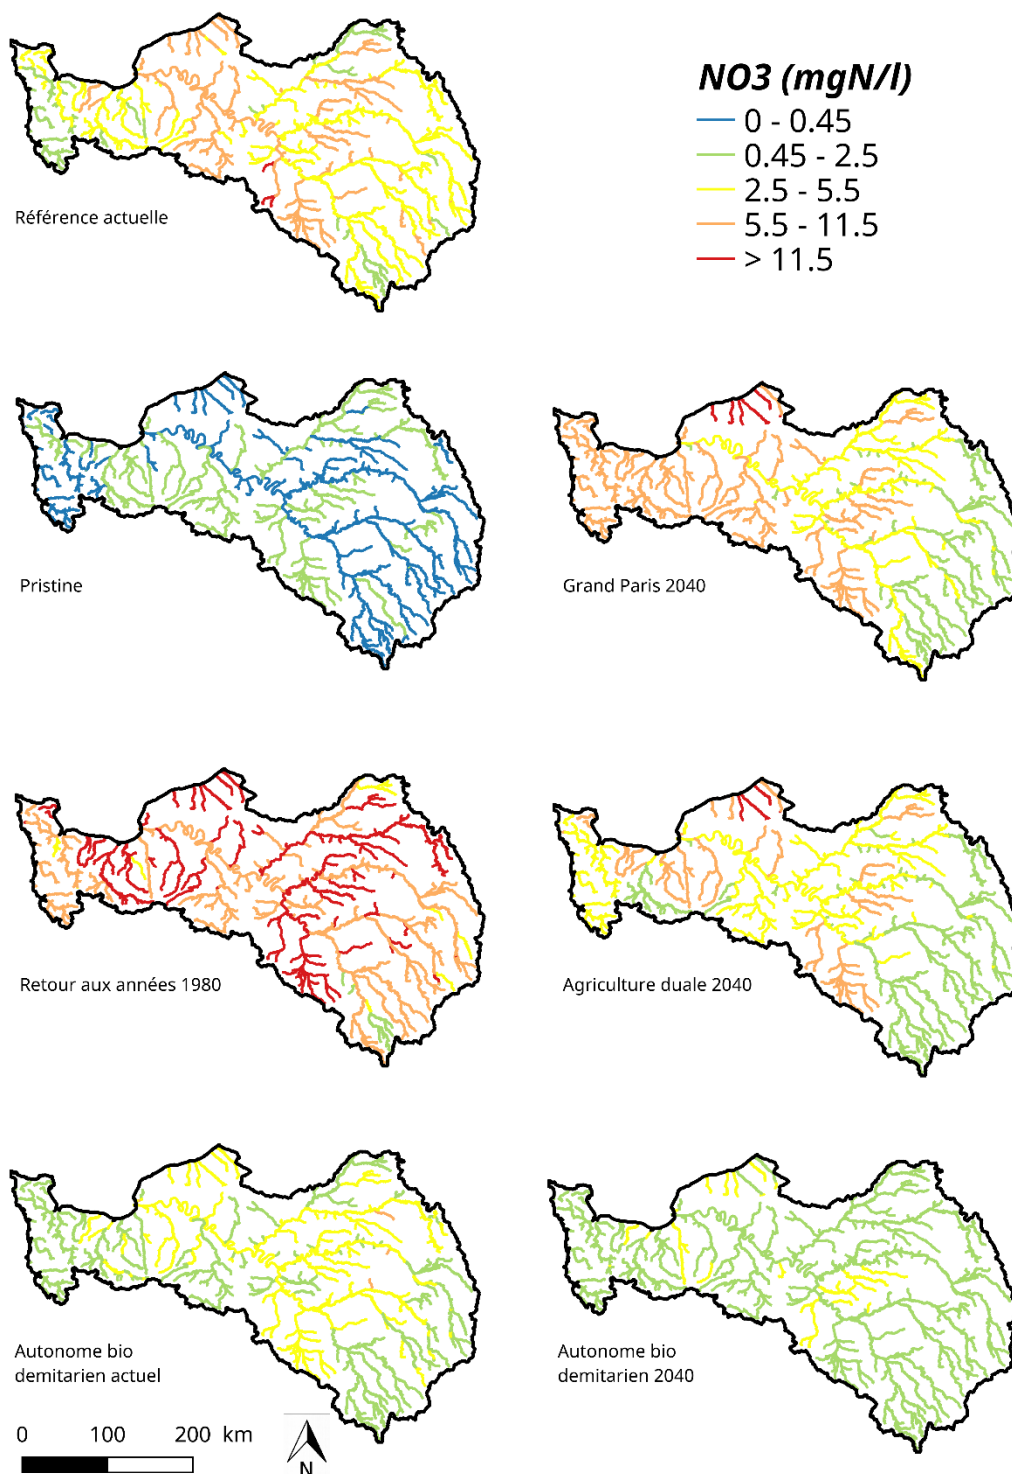 NO3 (mgN/l)
0 - 0.45
0.45 - 2.5
2.5 - 5.5
5.5 - 11.5
> 11.5
Référence actuelle
Pristine
Grand Paris 2040
Retour aux années 1980
Agriculture duale 2040
Autonome bio
demitarien actuel
Autonome bio
demitarien 2040
0 100 200 km
N